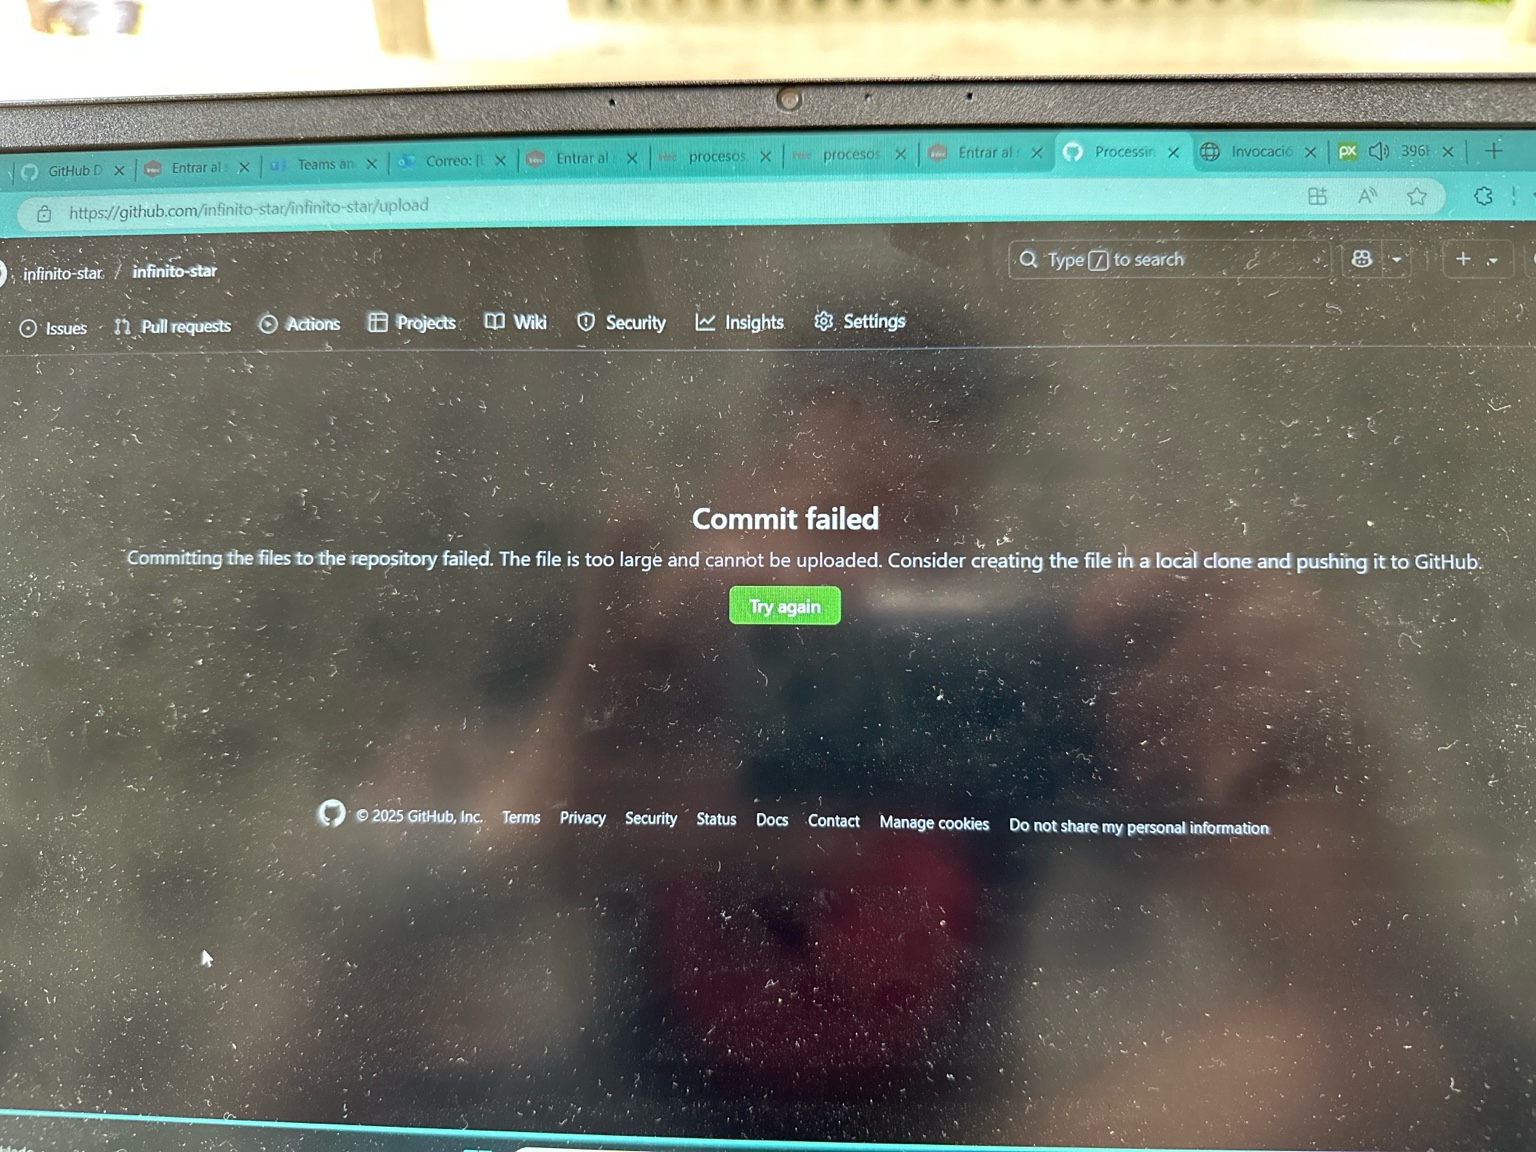 GitHub D
Entrar al
Teams an
Correo:
Entrar al
procesos
procesos
Entrar al
Processin
Invocació
px
396
https://github.com/infinito-star/infinito-star/upload
infinito-star / infinito-star
Type / to search
Issues
Pull requests
Actions
Projects
Wiki
Security
Insights
Settings
Commit failed
Committing the files to the repository failed. The file is too large and cannot be uploaded. Consider creating the file in a local clone and pushing it to GitHub.
Try again
© 2025 GitHub, Inc.
Terms
Privacy
Security
Status
Docs
Contact
Manage cookies
Do not share my personal information